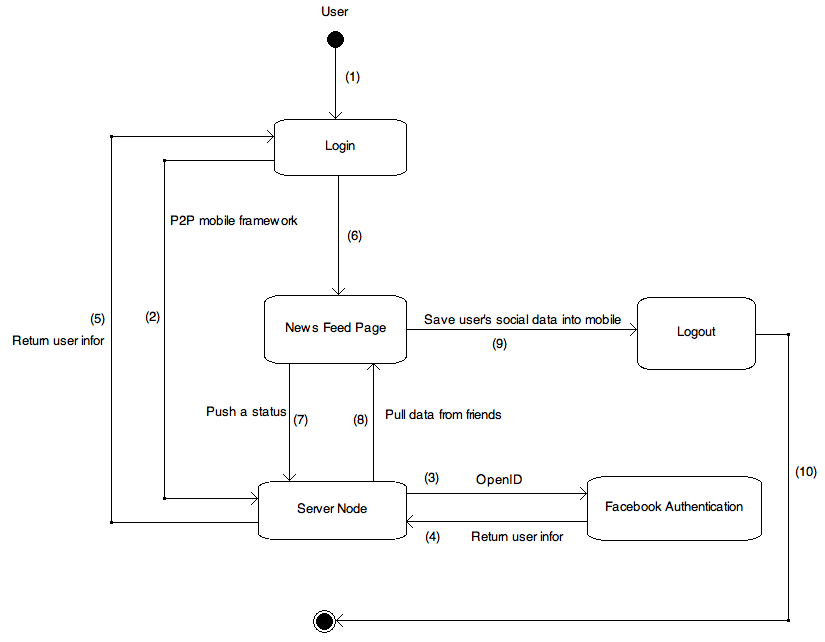 User
(1)
Login
P2P mobile framework
(6)
(5)
(2)
Return user infor
News Feed Page
Save user's social data into mobile
(9)
Logout
Push a status
(7)
(8)
Pull data from friends
(10)
Server Node
(3)
OpenID
Facebook Authentication
(4)
Return user infor